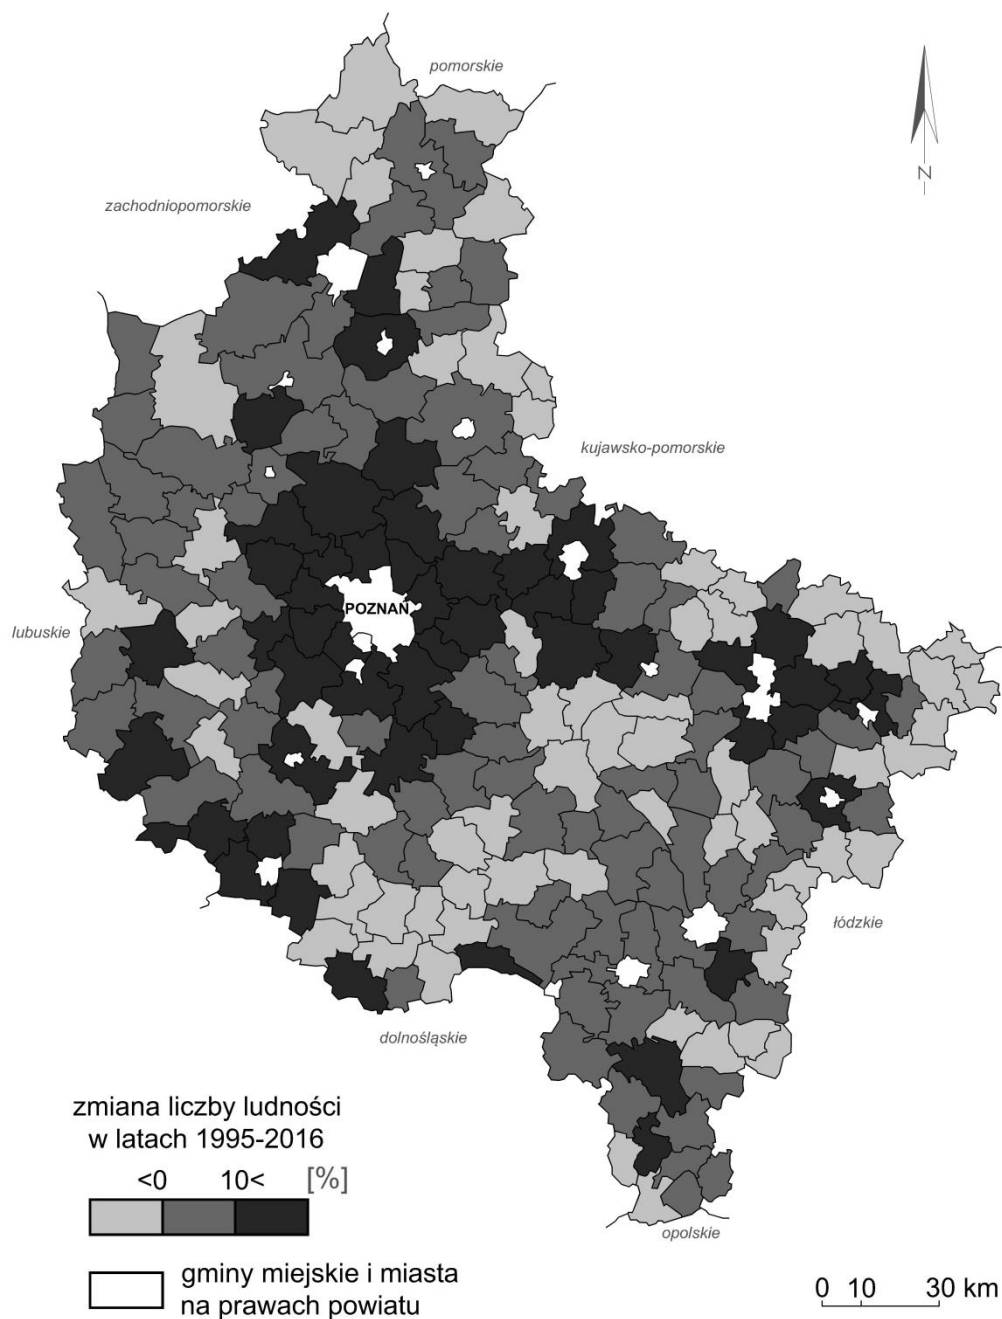 pomorskie
N
zachodniopomorskie
kujawsko-pomorskie
POZNAŃ
lubuskie
łódzkie
dolnośląskie
zmiana liczby ludności
w latach 1995-2016
<0 10< [%]
opolskie
gminy miejskie i miasta
na prawach powiatu
0 10 30 km